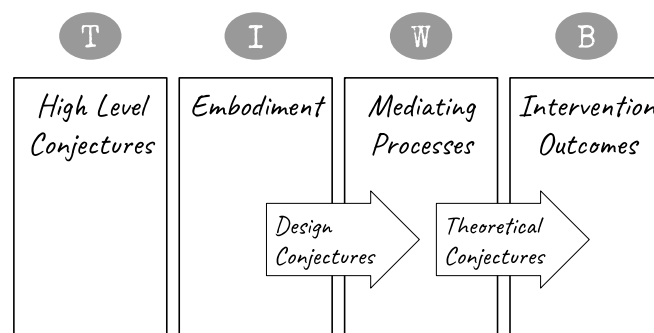 T
I
W
B
High Level
Conjectures
Embodiment
Mediating
Processes
Intervention
Outcomes
Design
Conjectures
Theoretical
Conjectures